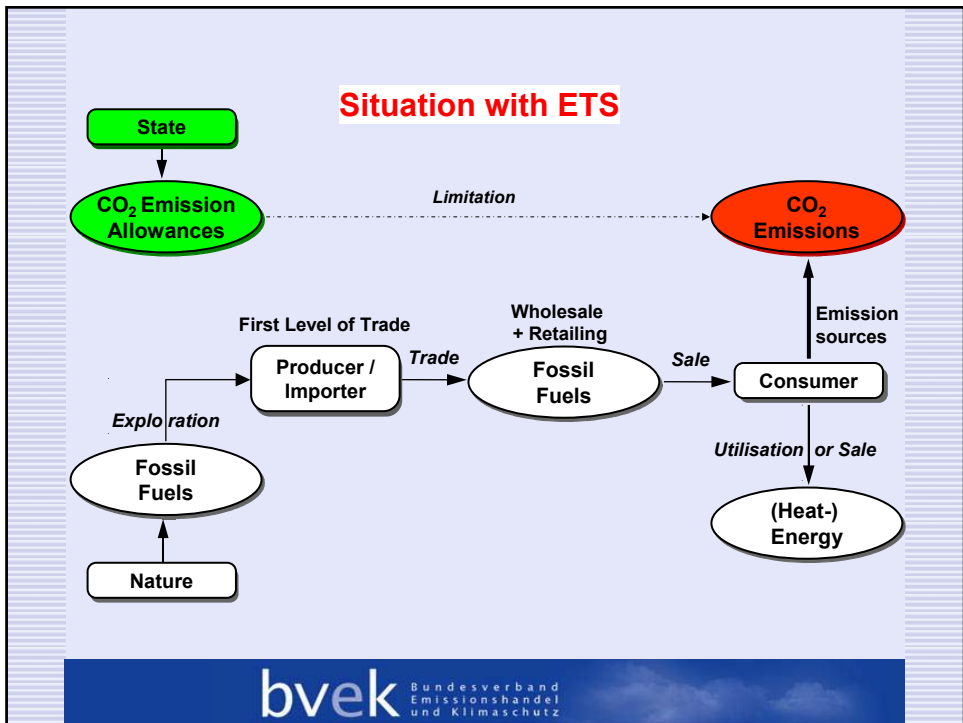 Situation with ETS
State
CO₂ Emission
Allowances
Limitation
CO₂
Emissions
First Level of Trade
Wholesale
+ Retailing
Emission
sources
Producer /
Importer
Trade
Fossil
Fuels
Sale
Consumer
Exploration
Utilisation or Sale
Fossil
Fuels
(Heat-)
Energy
Nature
bvek
Bundesverband
Emissionshandel
und Klimaschutz